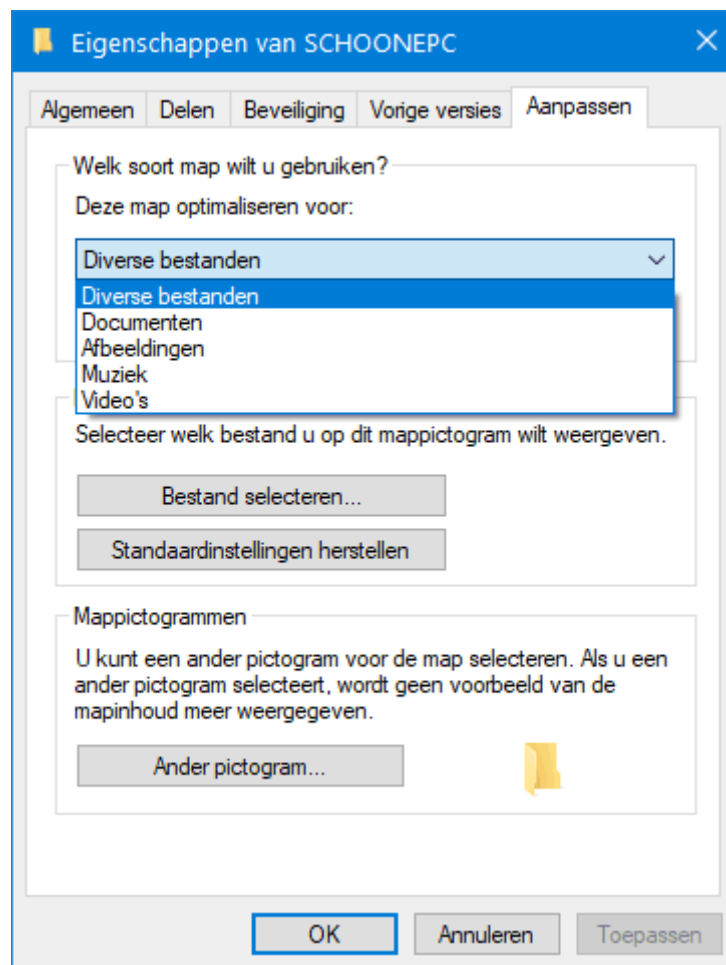 Eigenschappen van SCHOONEPC
Algemeen Delen Beveiliging Vorige versies Aanpassen
Welk soort map wilt u gebruiken?
Deze map optimaliseren voor:
Diverse bestanden
Diverse bestanden
Documenten
Afbeeldingen
Muziek
Video's
Selecteer welk bestand u op dit mappictogram wilt weergeven.
Bestand selecteren...
Standaardinstellingen herstellen
Mappictogrammen
U kunt een ander pictogram voor de map selecteren. Als u een
ander pictogram selecteert, wordt geen voorbeeld van de
mapinhoud meer weergegeven.
Ander pictogram...
OK Annuleren Toepassen